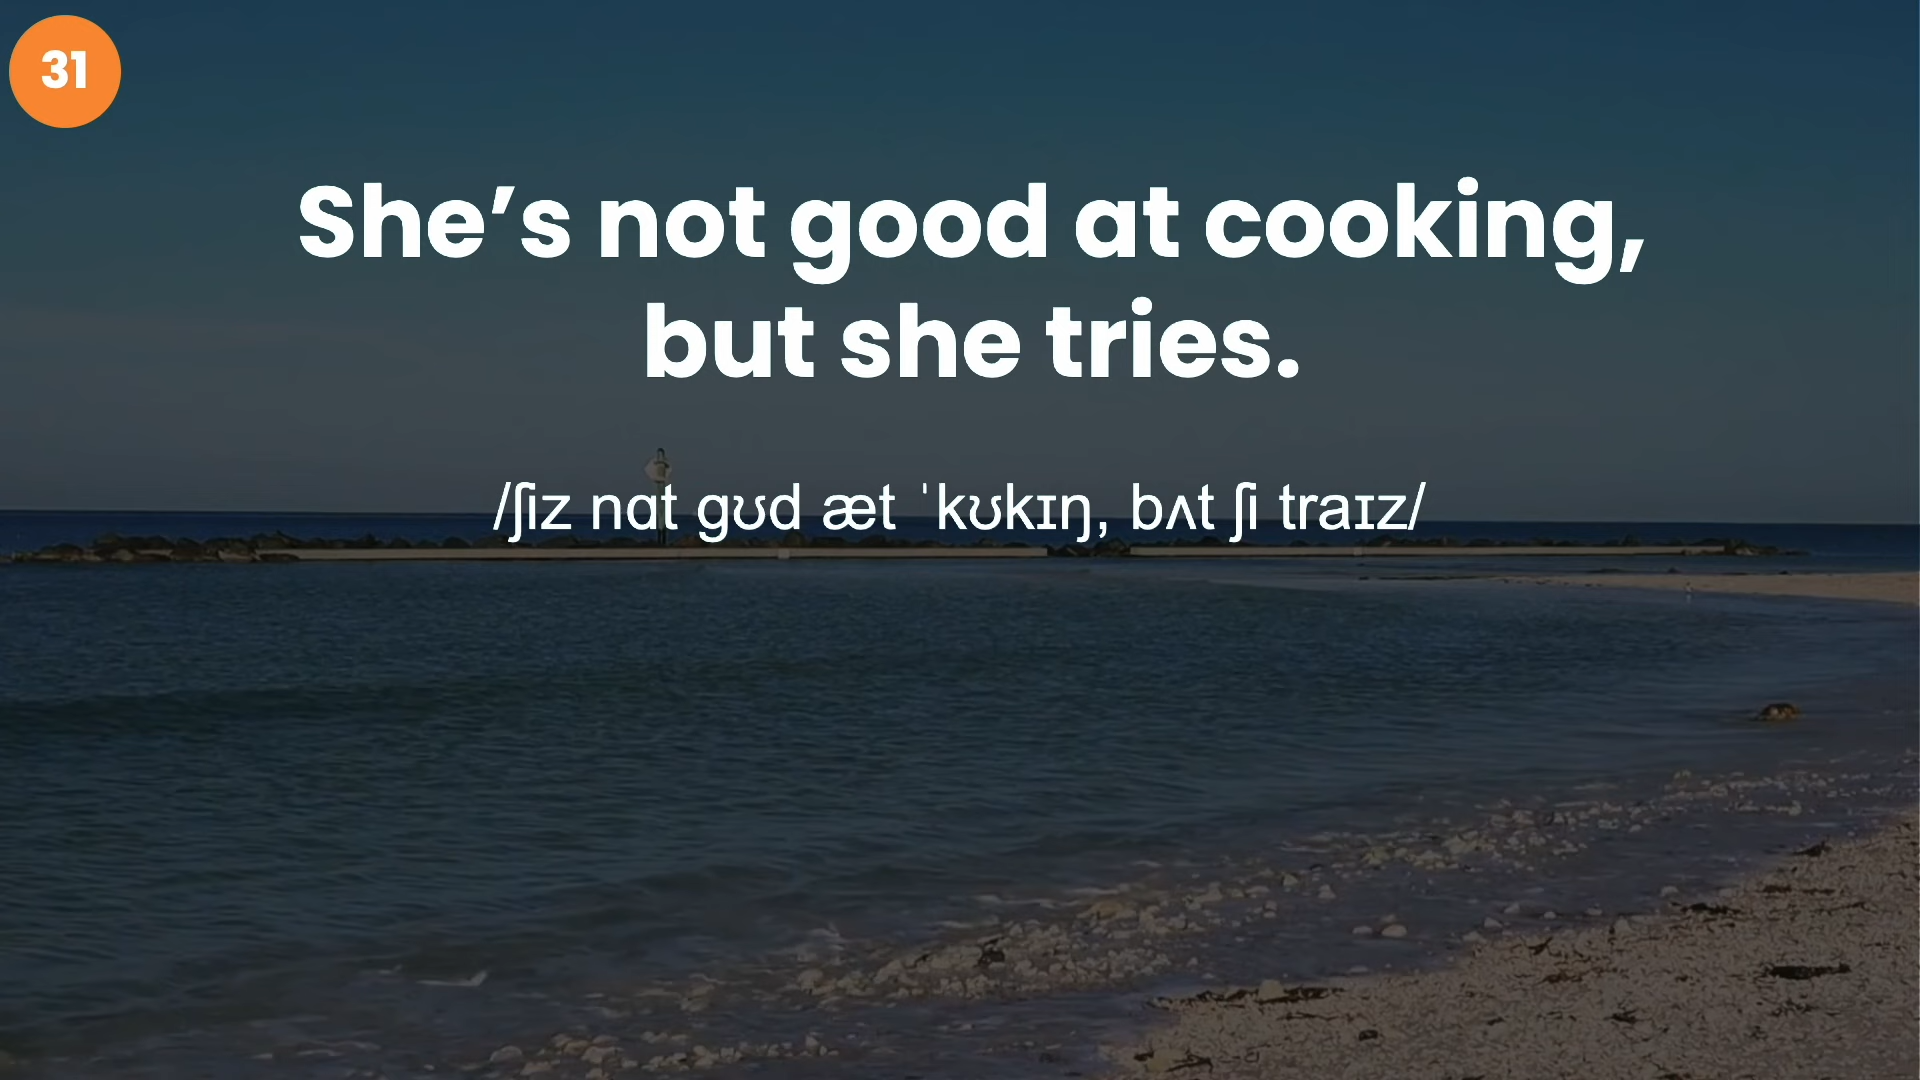 31
She’s not good at cooking,
but she tries.
/ʃiz nɑt gʊd æt ˈkʊkɪŋ, bʌt ʃi traɪz/